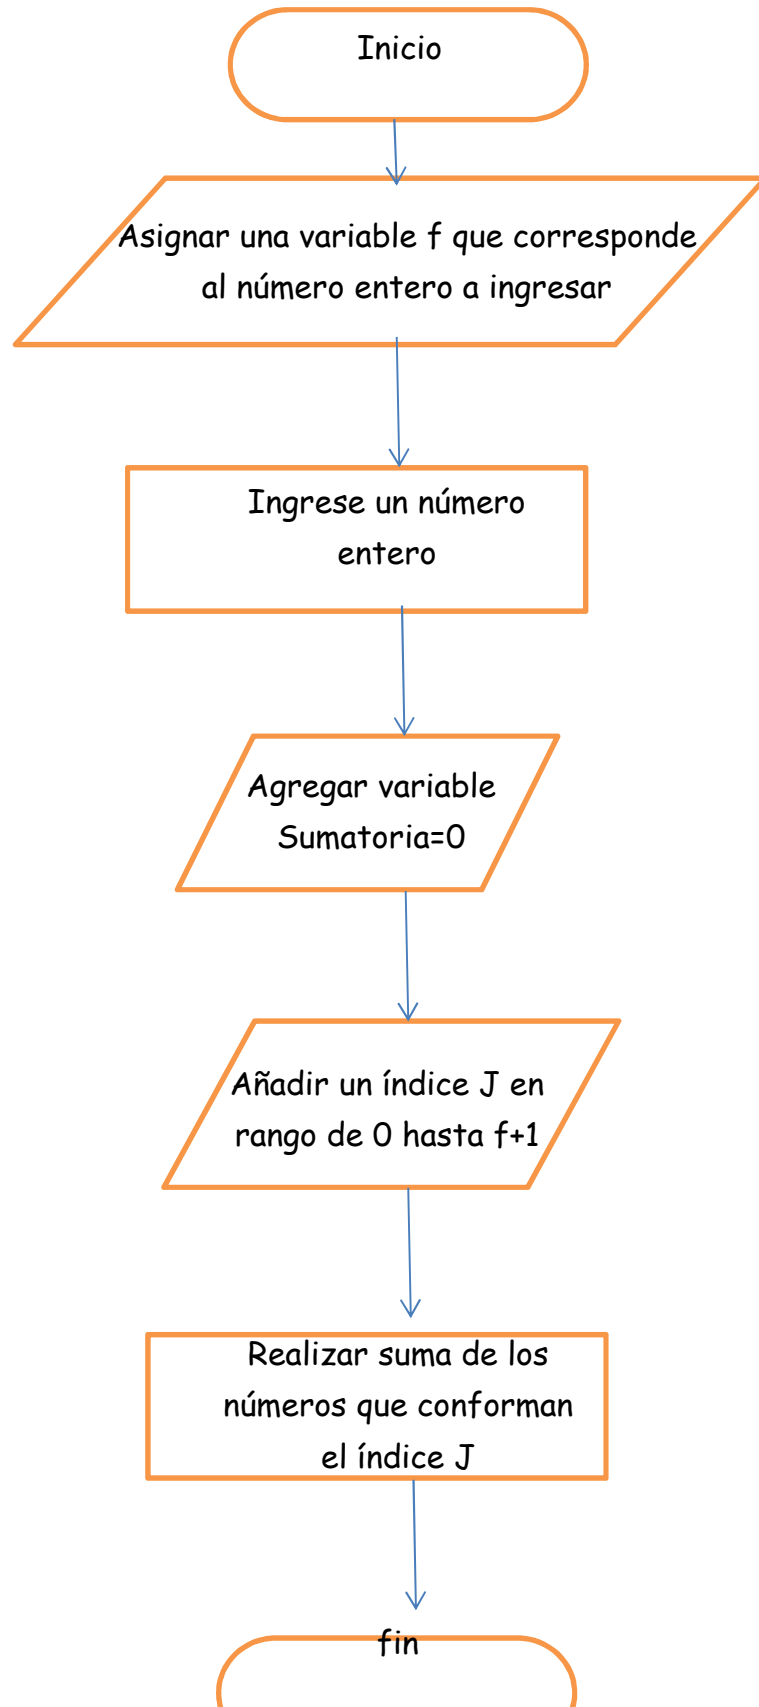 Inicio
Asignar una variable f que corresponde
al número entero a ingresar
Ingrese un número
entero
Agregar variable
Sumatoria=0
Añadir un índice J en
rango de 0 hasta f+1
Realizar suma de los
números que conforman
el índice J
fin